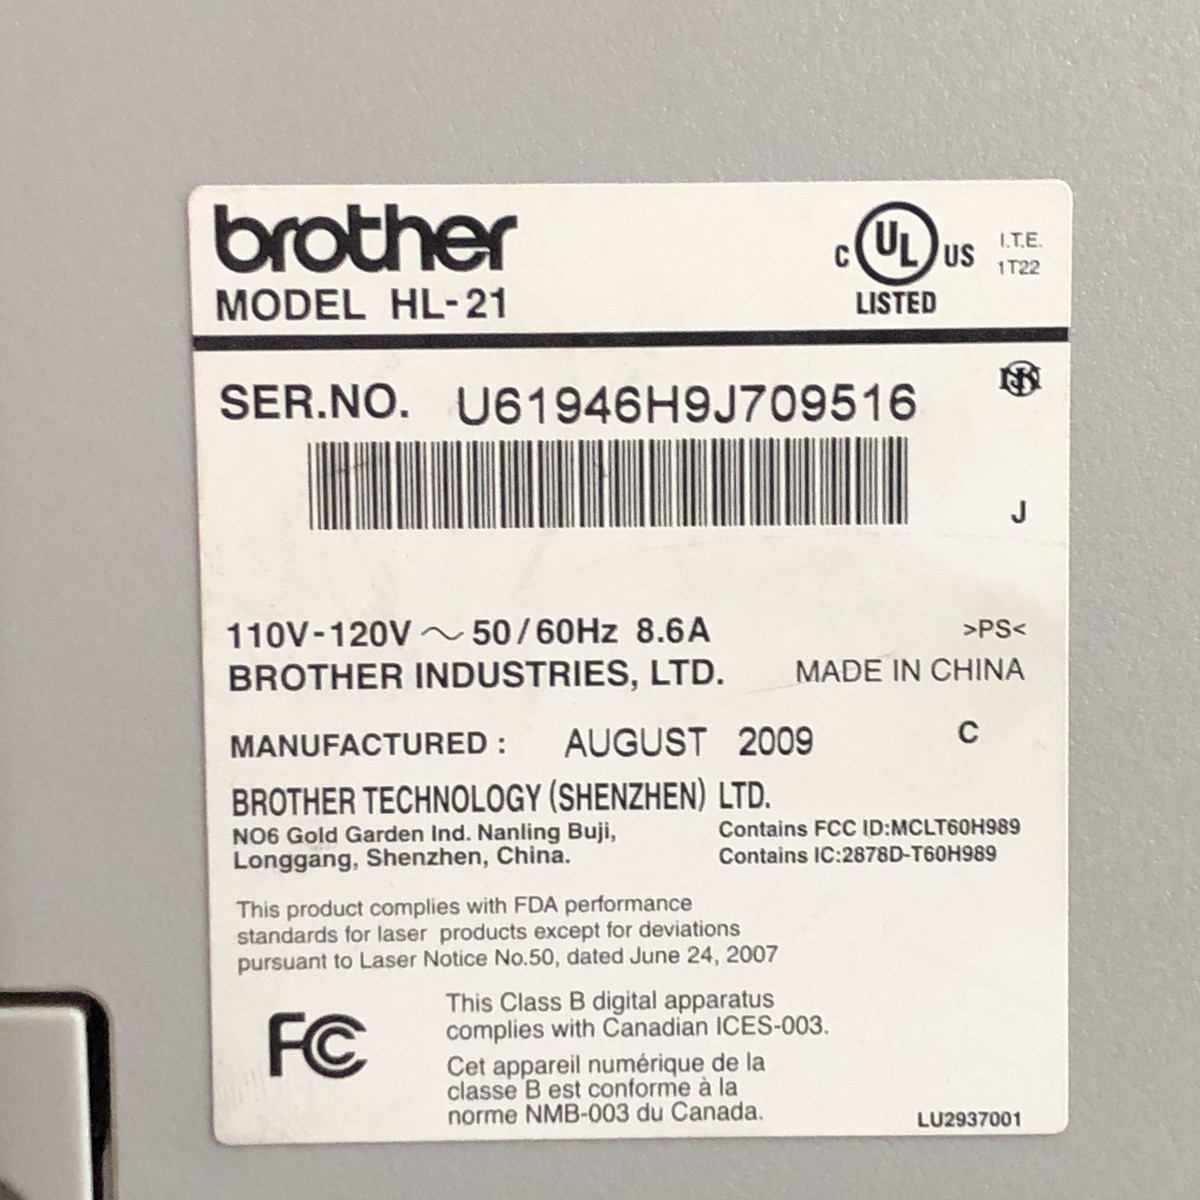 brother
MODEL HL-21
C UL US
LISTED
I.T.E.
1T22
SER.NO. U61946H9J709516
J
110V-120V ~ 50/60Hz 8.6A >PS<
BROTHER INDUSTRIES, LTD. MADE IN CHINA
MANUFACTURED : AUGUST 2009 C
BROTHER TECHNOLOGY (SHENZHEN) LTD.
NO6 Gold Garden Ind. Nanling Buji,
Longgang, Shenzhen, China.
Contains FCC ID:MCLT60H989
Contains IC:2878D-T60H989
This product complies with FDA performance
standards for laser products except for deviations
pursuant to Laser Notice No.50, dated June 24, 2007
FC
This Class B digital apparatus
complies with Canadian ICES-003.
Cet appareil numérique de la
classe B est conforme à la
norme NMB-003 du Canada.
LU2937001